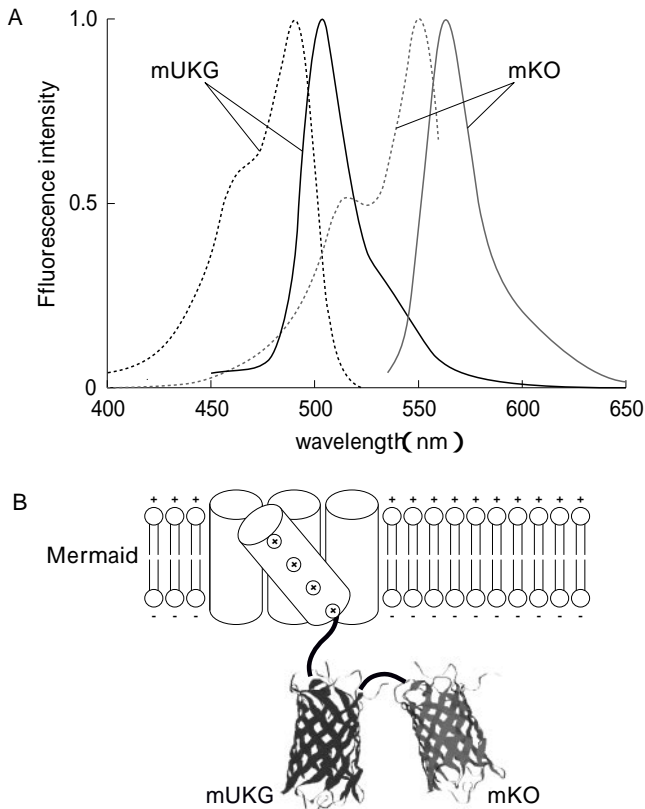 A
Ffluorescence intensity
1.0
0.5
0
mUKG
mKO
400 450 500 550 600 650
wavelength(nm)
B
+ + + + + + + + + + + + +
Mermaid
- - - - - - - - - - - - -
mUKG
mKO